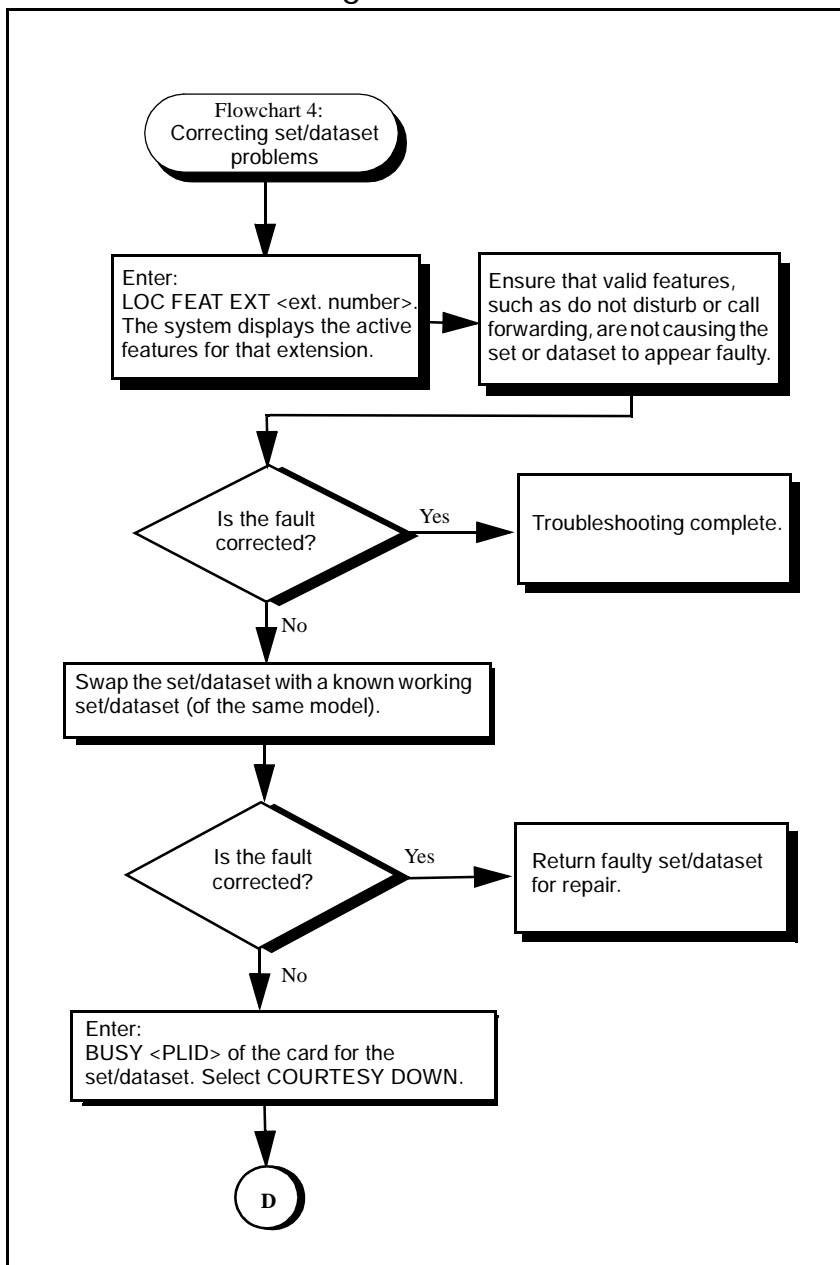 Flowchart 4:
Correcting set/dataset
problems
Enter:
LOC FEAT EXT <ext. number>.
The system displays the active
features for that extension.
Ensure that valid features,
such as do not disturb or call
forwarding, are not causing the
set or dataset to appear faulty.
Is the fault
corrected?
Yes
Troubleshooting complete.
No
Swap the set/dataset with a known working
set/dataset (of the same model).
Is the fault
corrected?
Yes
Return faulty set/dataset
for repair.
No
Enter:
BUSY <PLID> of the card for the
set/dataset. Select COURTESY DOWN.
D